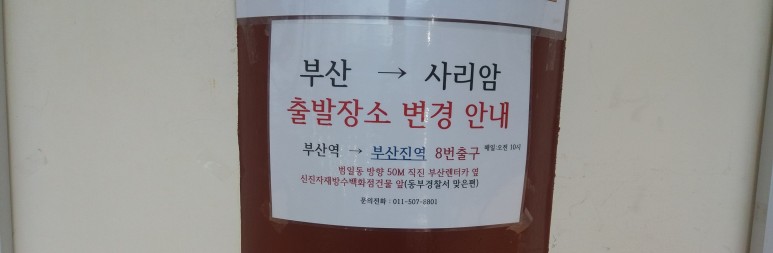 부산 → 사리암
출발장소 변경 안내
부산역 → 부산진역 8번출구 매일:오전 10시
범일동 방향 50M 직진 부산렌터카 옆
신진자재방수백화점건물 앞(동부경찰서 맞은편)
문의전화 : 011-507-8801